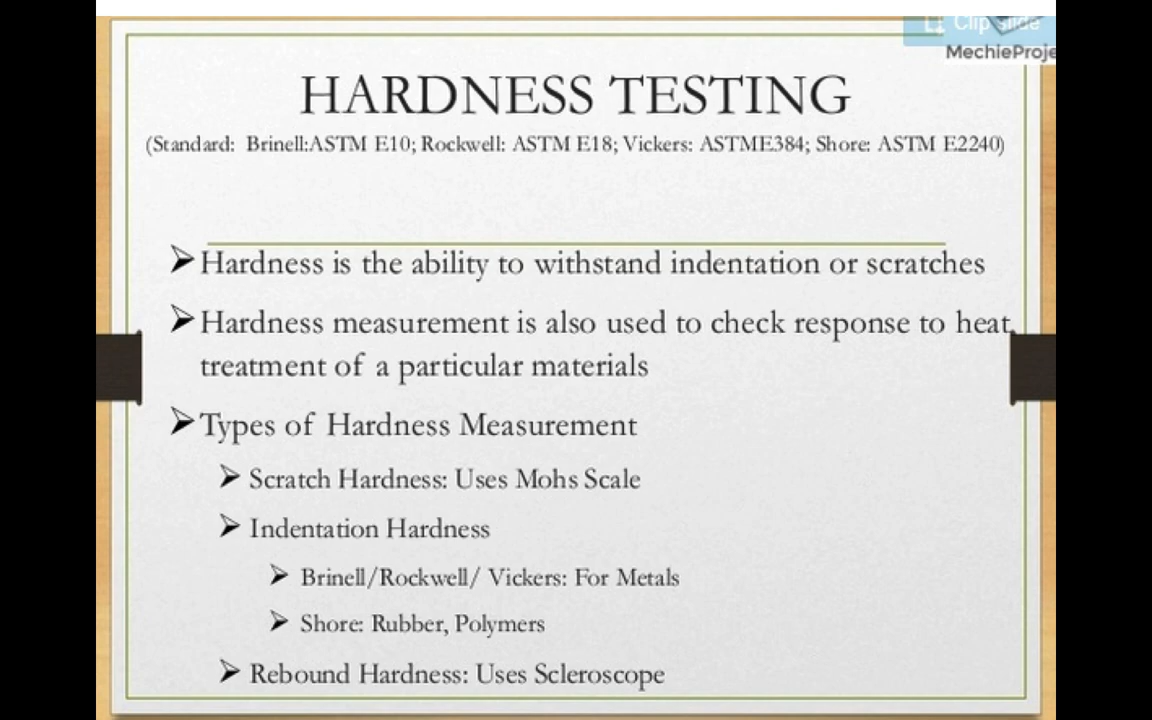 Clip slide
MechieProje
HARDNESS TESTING
(Standard: Brinell:ASTM E10; Rockwell: ASTM E18; Vickers: ASTME384; Shore: ASTM E2240)
Hardness is the ability to withstand indentation or scratches
Hardness measurement is also used to check response to heat
treatment of a particular materials
Types of Hardness Measurement
Scratch Hardness: Uses Mohs Scale
Indentation Hardness
Brinell/Rockwell/ Vickers: For Metals
Shore: Rubber, Polymers
Rebound Hardness: Uses Scleroscope